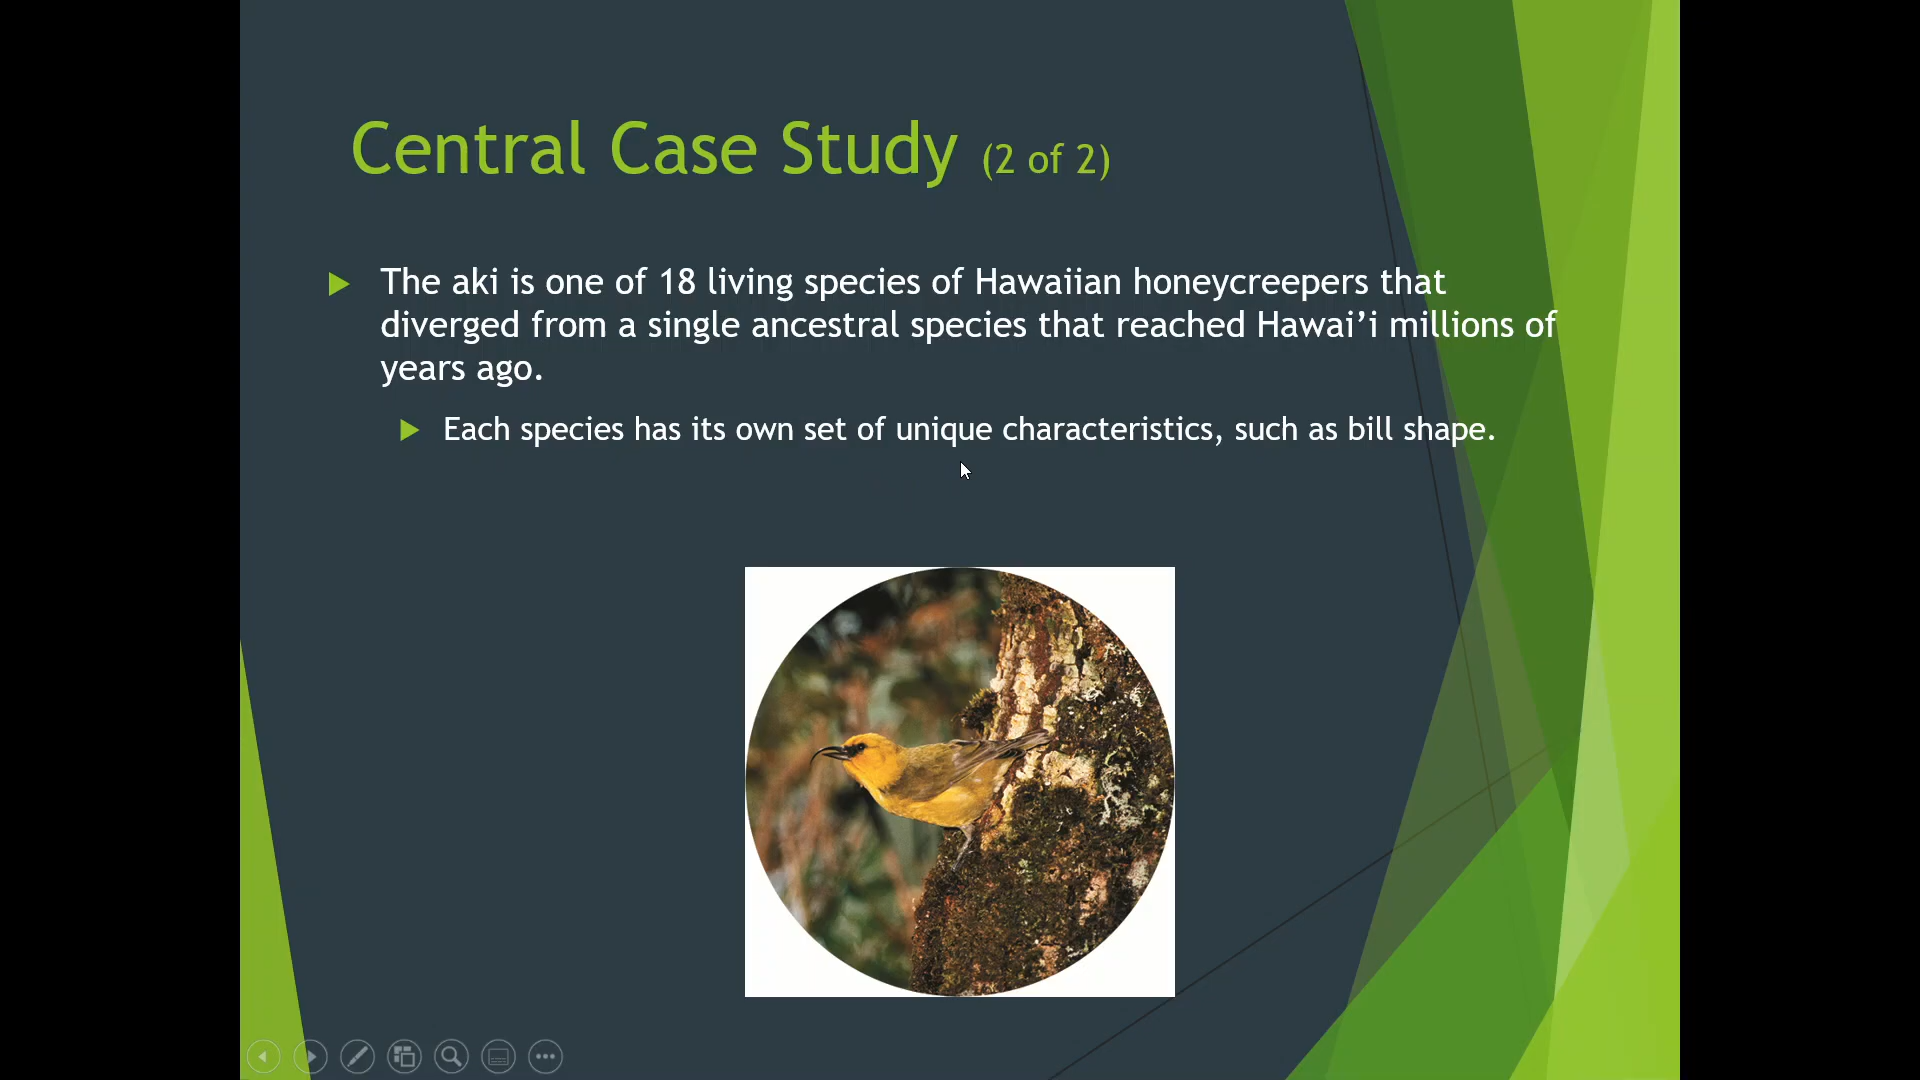 Central Case Study (2 of 2)
The aki is one of 18 living species of Hawaiian honeycreepers that
diverged from a single ancestral species that reached Hawai’i millions of
years ago.
Each species has its own set of unique characteristics, such as bill shape.